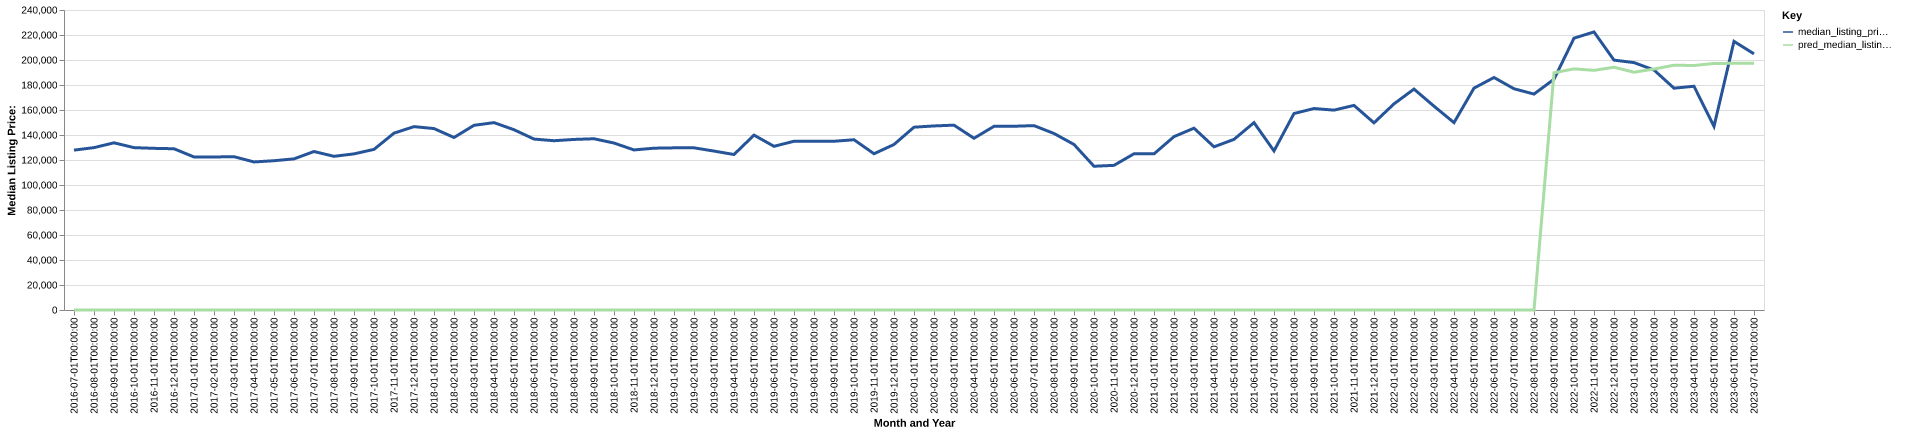 240,000
220,000
200,000
180,000
160,000
140,000
120,000
100,000
80,000
60,000
40,000
20,000
0
Median Listing Price:
2016-07-01T00:00:00
2016-08-01T00:00:00
2016-09-01T00:00:00
2016-10-01T00:00:00
2016-11-01T00:00:00
2016-12-01T00:00:00
2017-01-01T00:00:00
2017-02-01T00:00:00
2017-03-01T00:00:00
2017-04-01T00:00:00
2017-05-01T00:00:00
2017-06-01T00:00:00
2017-07-01T00:00:00
2017-08-01T00:00:00
2017-09-01T00:00:00
2017-10-01T00:00:00
2017-11-01T00:00:00
2017-12-01T00:00:00
2018-01-01T00:00:00
2018-02-01T00:00:00
2018-03-01T00:00:00
2018-04-01T00:00:00
2018-05-01T00:00:00
2018-06-01T00:00:00
2018-07-01T00:00:00
2018-08-01T00:00:00
2018-09-01T00:00:00
2018-10-01T00:00:00
2018-11-01T00:00:00
2018-12-01T00:00:00
2019-01-01T00:00:00
2019-02-01T00:00:00
2019-03-01T00:00:00
2019-04-01T00:00:00
2019-05-01T00:00:00
2019-06-01T00:00:00
2019-07-01T00:00:00
2019-08-01T00:00:00
2019-09-01T00:00:00
2019-10-01T00:00:00
2019-11-01T00:00:00
2019-12-01T00:00:00
2020-01-01T00:00:00
2020-02-01T00:00:00
2020-03-01T00:00:00
2020-04-01T00:00:00
2020-05-01T00:00:00
2020-06-01T00:00:00
2020-07-01T00:00:00
2020-08-01T00:00:00
2020-09-01T00:00:00
2020-10-01T00:00:00
2020-11-01T00:00:00
2020-12-01T00:00:00
2021-01-01T00:00:00
2021-02-01T00:00:00
2021-03-01T00:00:00
2021-04-01T00:00:00
2021-05-01T00:00:00
2021-06-01T00:00:00
2021-07-01T00:00:00
2021-08-01T00:00:00
2021-09-01T00:00:00
2021-10-01T00:00:00
2021-11-01T00:00:00
2021-12-01T00:00:00
2022-01-01T00:00:00
2022-02-01T00:00:00
2022-03-01T00:00:00
2022-04-01T00:00:00
2022-05-01T00:00:00
2022-06-01T00:00:00
2022-07-01T00:00:00
2022-08-01T00:00:00
2022-09-01T00:00:00
2022-10-01T00:00:00
2022-11-01T00:00:00
2022-12-01T00:00:00
2023-01-01T00:00:00
2023-02-01T00:00:00
2023-03-01T00:00:00
2023-04-01T00:00:00
2023-05-01T00:00:00
2023-06-01T00:00:00
2023-07-01T00:00:00
Month and Year
Key
median_listing_pri…
pred_median_listin…